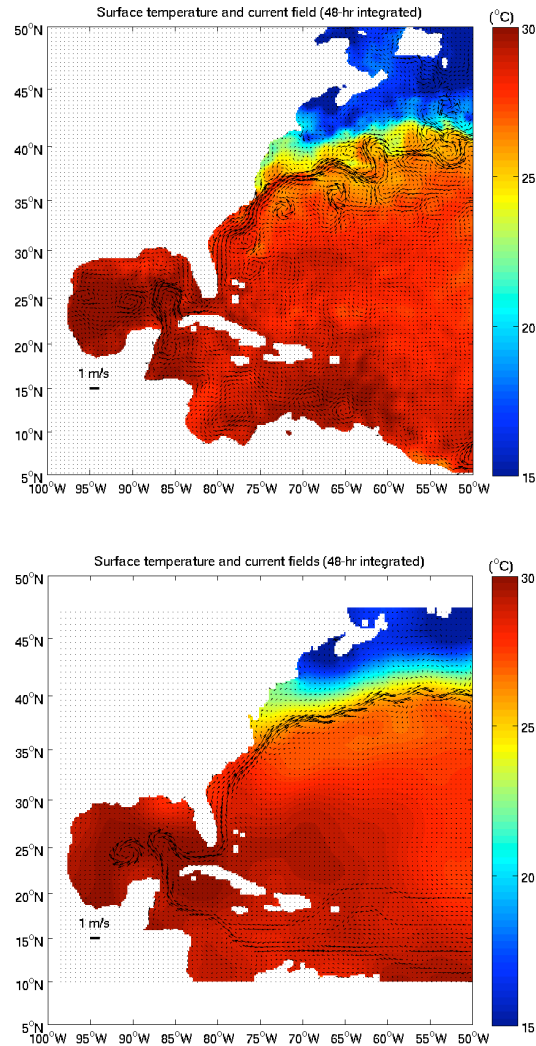 Surface temperature and current field (48-hr integrated)
(°C)
50°N
45°N
40°N
35°N
30°N
25°N
20°N
15°N
10°N
5°N
1 m/s
100°W 95°W 90°W 85°W 80°W 75°W 70°W 65°W 60°W 55°W 50°W
30
25
20
15
Surface temperature and current fields (48-hr integrated)
(°C)
50°N
45°N
40°N
35°N
30°N
25°N
20°N
15°N
10°N
5°N
1 m/s
100°W 95°W 90°W 85°W 80°W 75°W 70°W 65°W 60°W 55°W 50°W
30
25
20
15